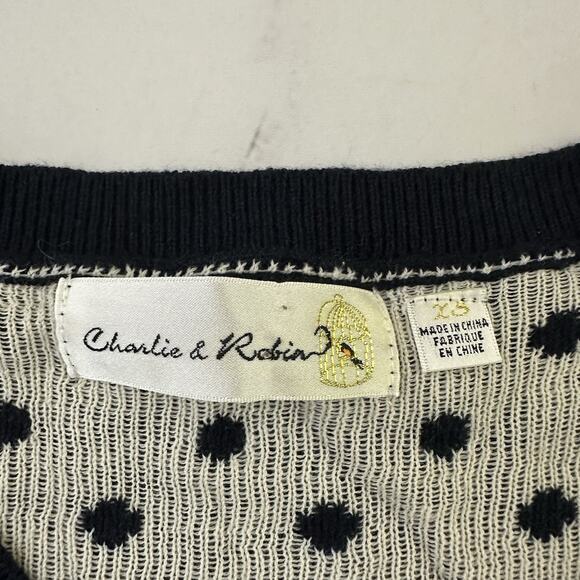 Charlie & Robin
XS
MADE IN CHINA
FABRIQUE
EN CHINE